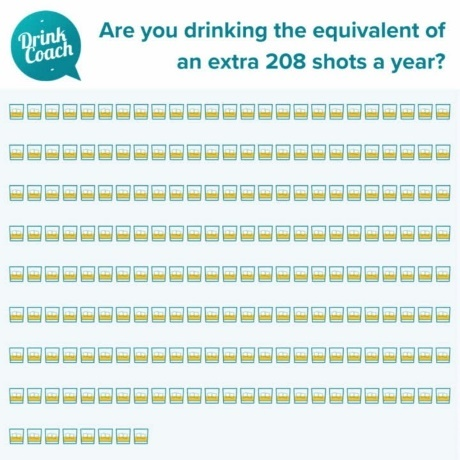 Drink
Coach
Are you drinking the equivalent of
an extra 208 shots a year?